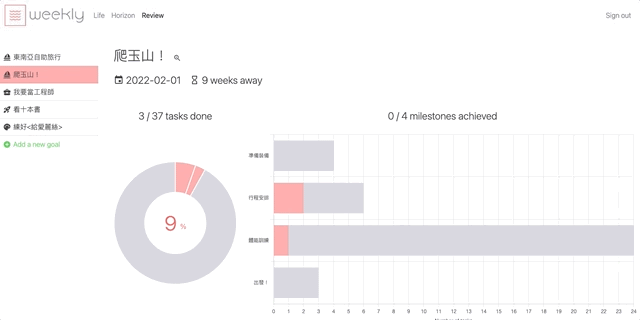 weekly Life Horizon Review Sign out
東南亞自助旅行
爬玉山！
我要當工程師
看十本書
練好<給愛麗絲>
Add a new goal
爬玉山！
2022-02-01 9 weeks away
3 / 37 tasks done
0 / 4 milestones achieved
9 %
準備裝備
行程安排
體能訓練
出發！
0 1 2 3 4 5 6 7 8 9 10 11 12 13 14 15 16 17 18 19 20 21 22 23 24